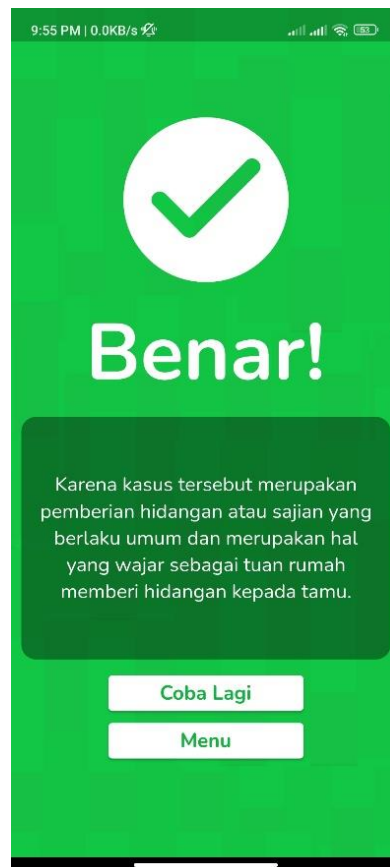 9:55 PM | 0.0KB/s
53
Benar!
Karena kasus tersebut merupakan
pemberian hidangan atau sajian yang
berlaku umum dan merupakan hal
yang wajar sebagai tuan rumah
memberi hidangan kepada tamu.
Coba Lagi
Menu